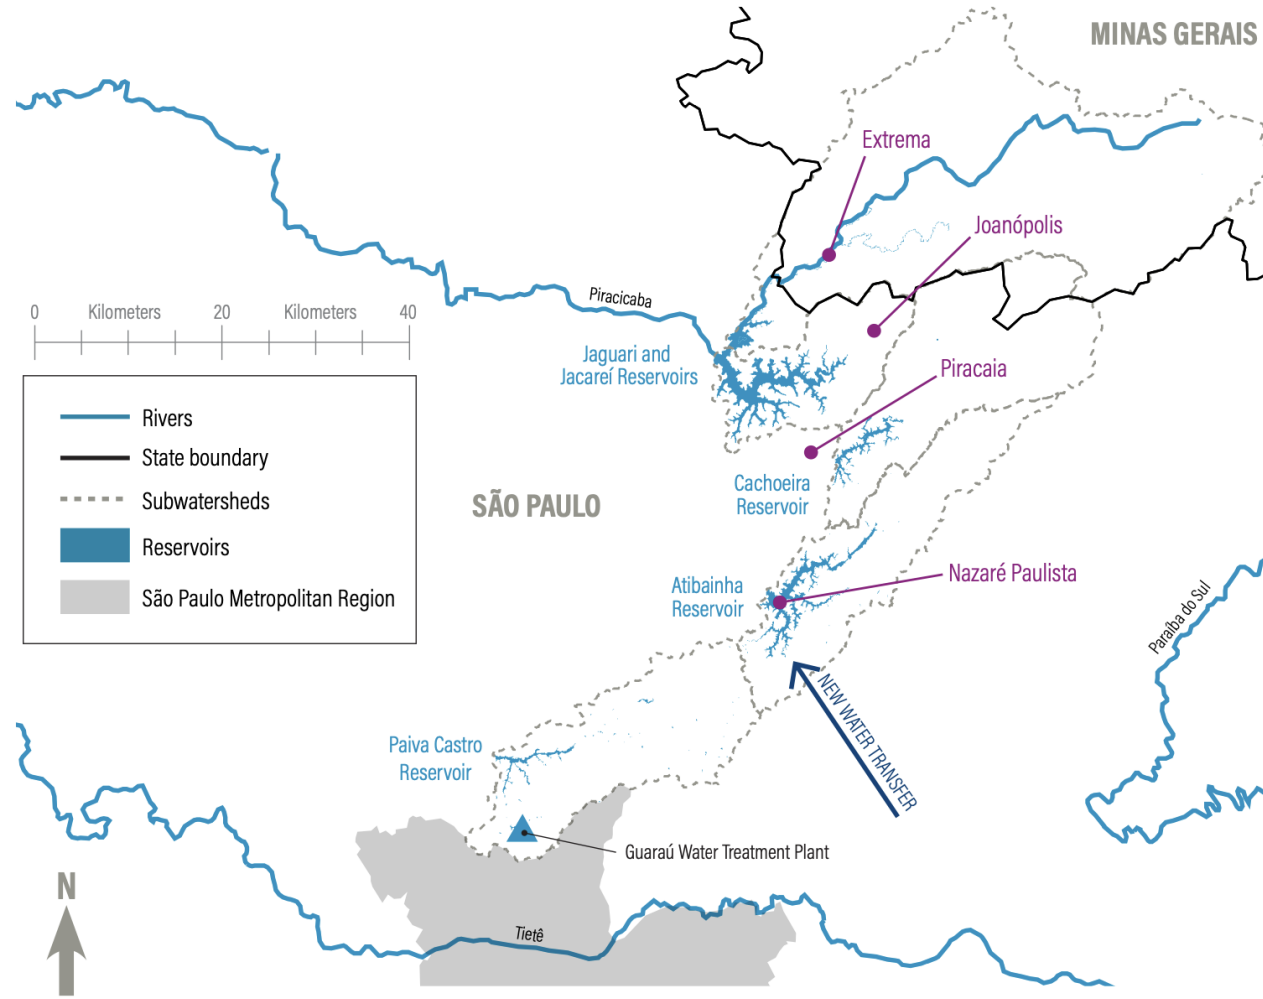 MINAS GERAIS
Extrema
Joanópolis
Piracicaba
0 Kilometers 20 Kilometers 40
Jaguari and
Jacareí Reservoirs
Piracaia
Rivers
State boundary
Subwatersheds
Reservoirs
São Paulo Metropolitan Region
Cachoeira
Reservoir
SÃO PAULO
Atibainha
Reservoir
Nazaré Paulista
Paraíba do Sul
NEW WATER TRANSFER
Paiva Castro
Reservoir
Guaraú Water Treatment Plant
N
Tietê